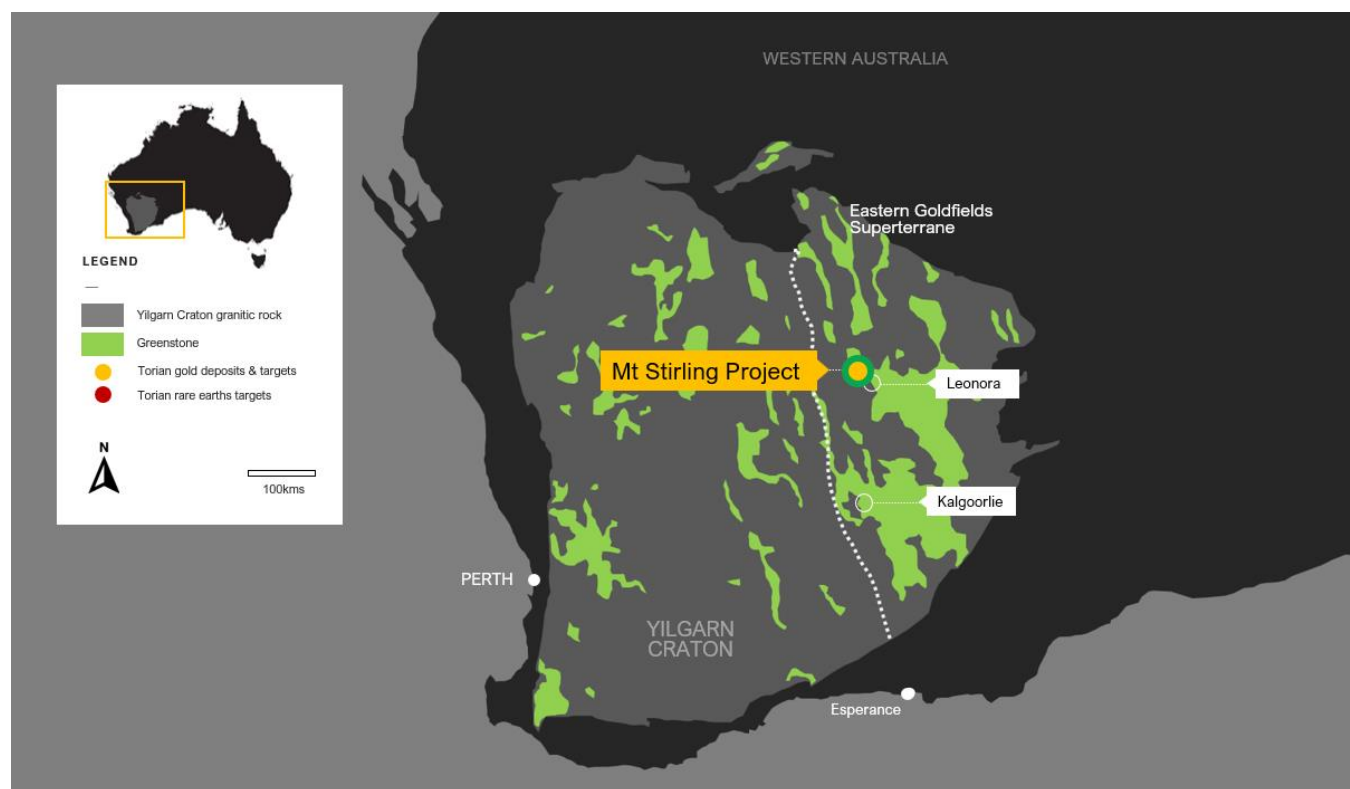 WESTERN AUSTRALIA
LEGEND
Yilgarn Craton granitic rock
Greenstone
Torian gold deposits & targets
Torian rare earths targets
N
100kms
Eastern Goldfields
Superterrane
Mt Stirling Project
Leonora
Kalgoorlie
PERTH
YILGARN
CRATON
Esperance